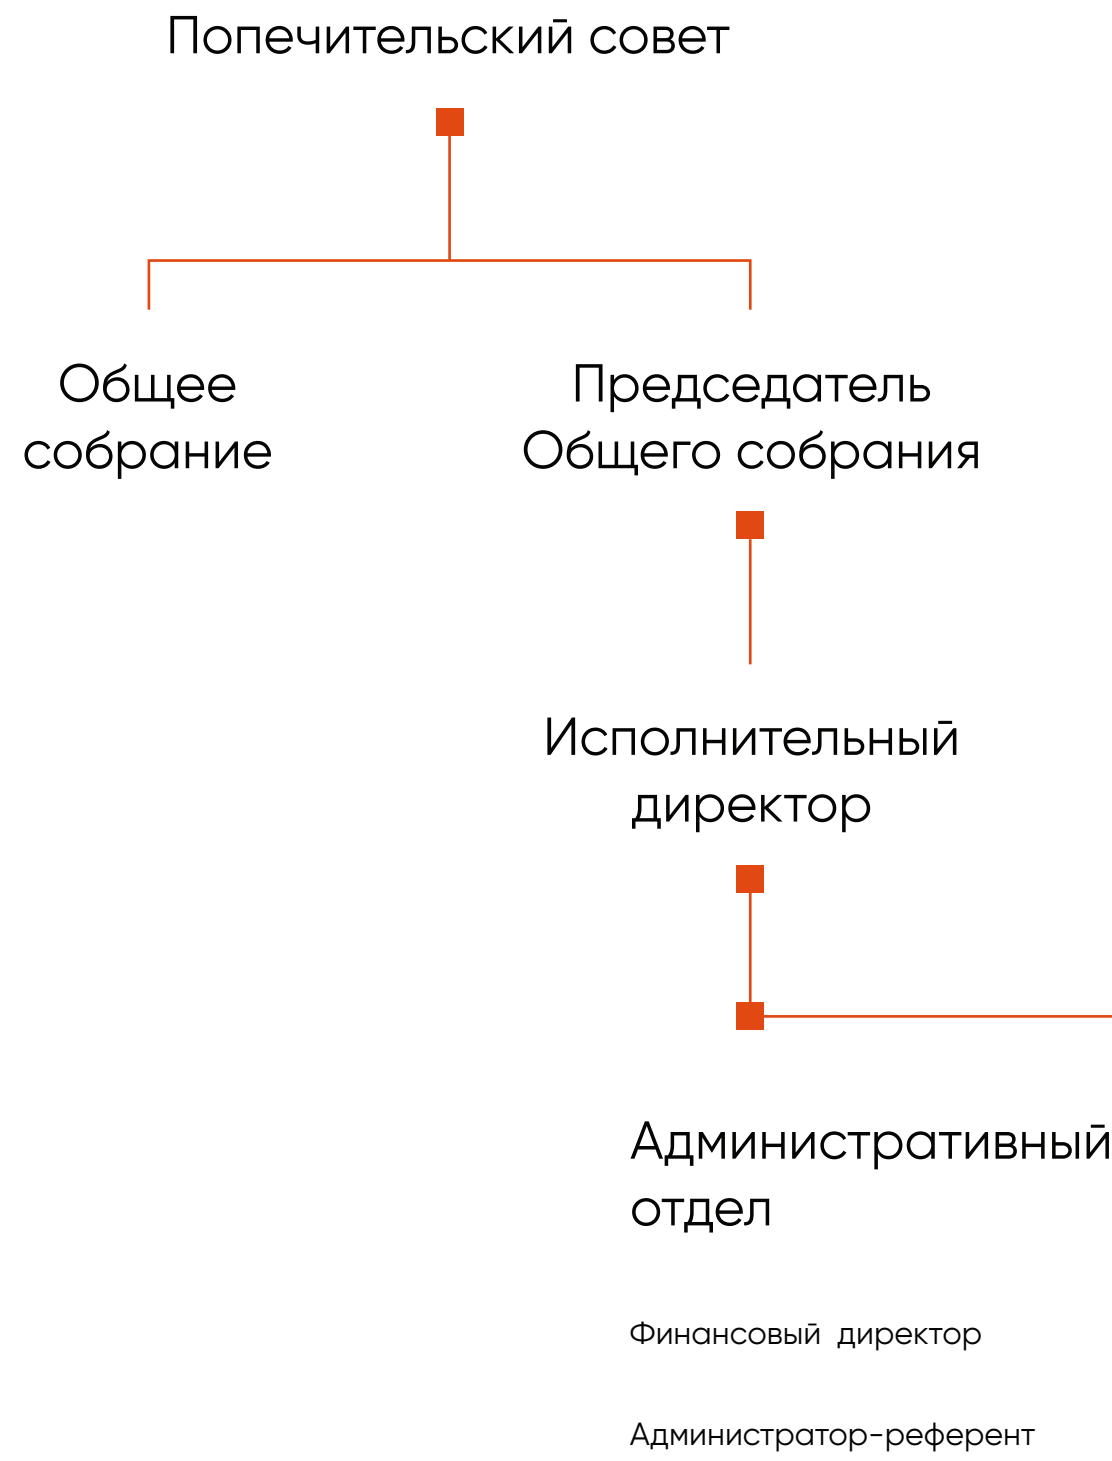 Попечительский совет
Общее
собрание
Председатель
Общего собрания
Исполнительный
директор
Административный
отдел
Финансовый директор
Администратор-референт